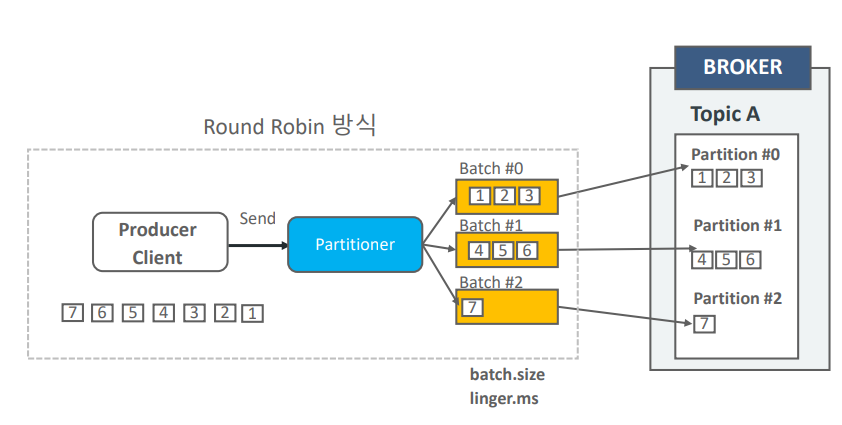 BROKER
Topic A
Round Robin 방식
Partition #0
1 2 3
Batch #0
1 2 3
Send
Producer
Client
Partitioner
Batch #1
4 5 6
Partition #1
4 5 6
Batch #2
7
Partition #2
7
7 6 5 4 3 2 1
batch.size
linger.ms